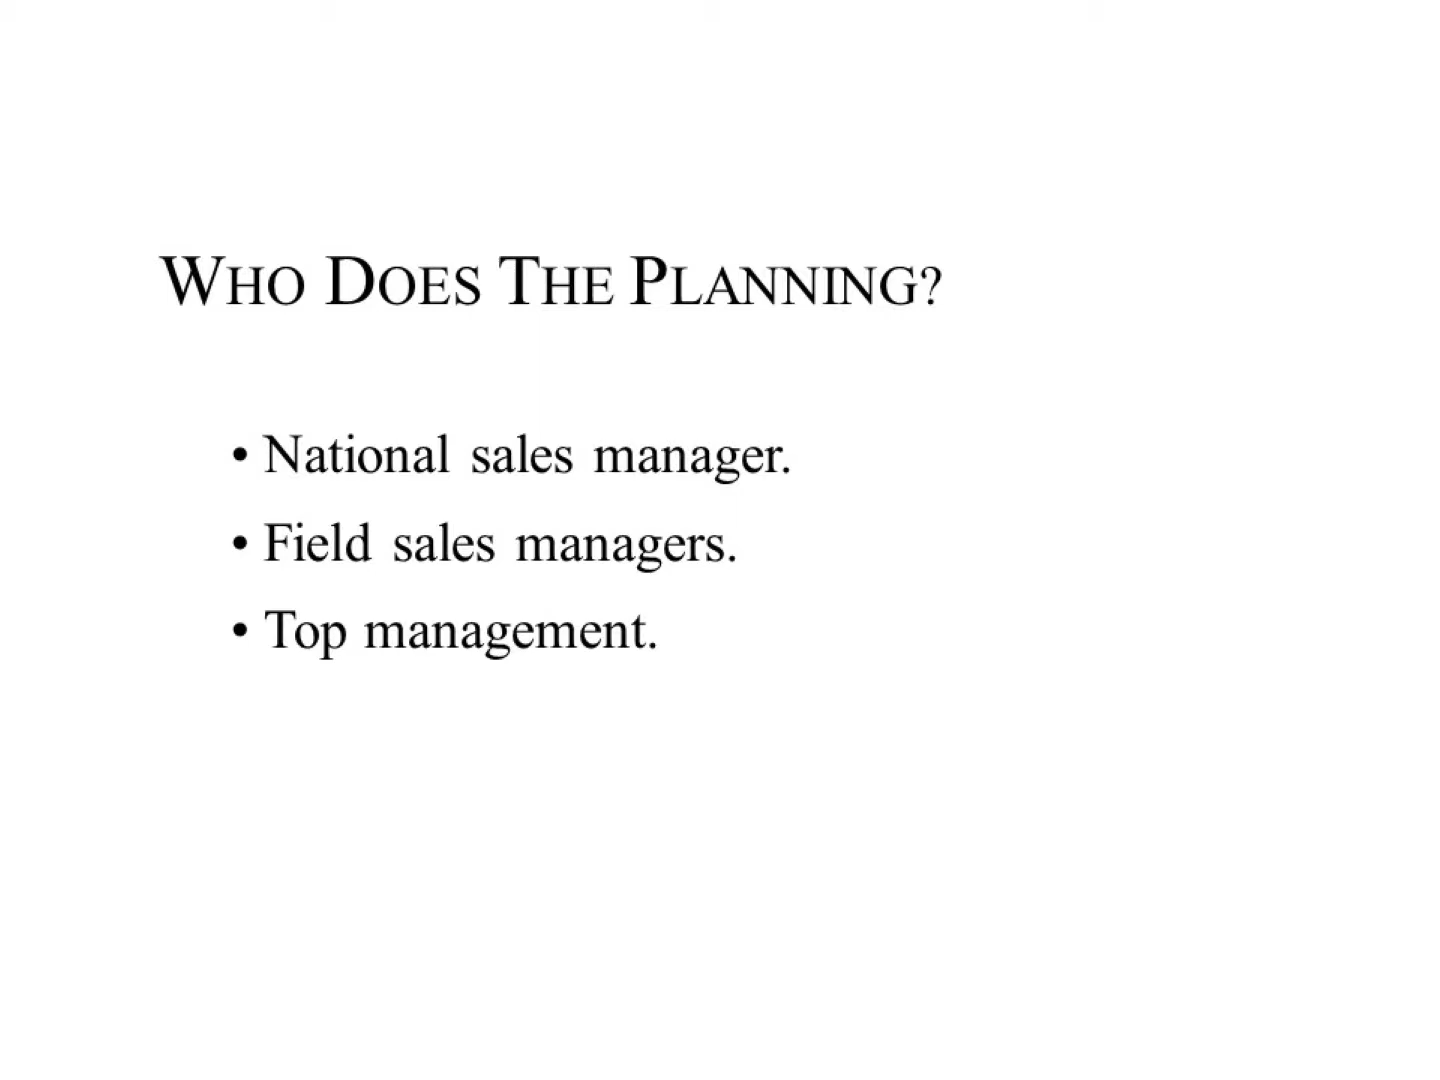 WHO DOES THE PLANNING?
• National sales manager.
• Field sales managers.
• Top management.